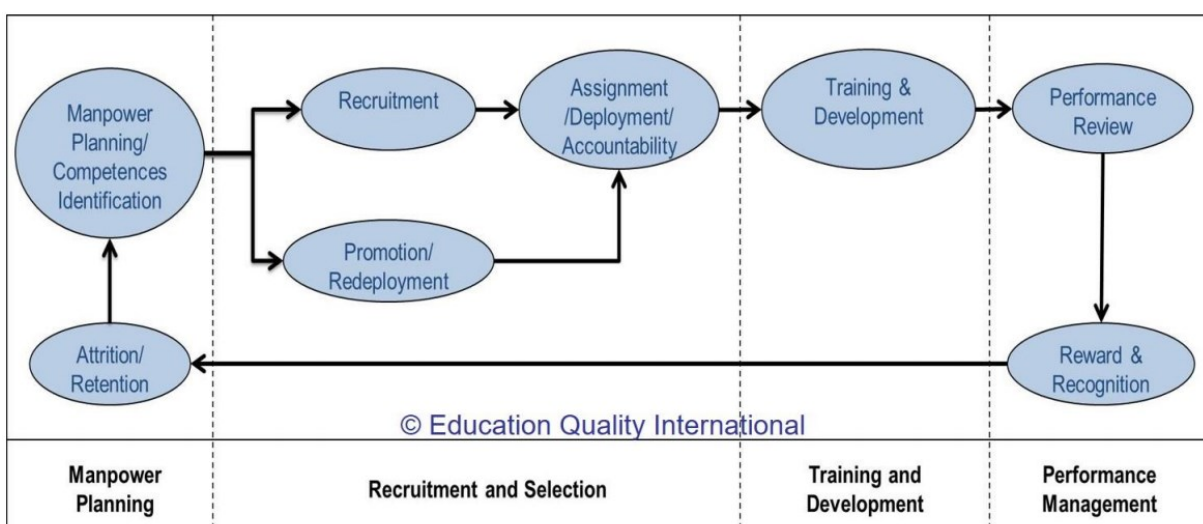 Manpower
Planning/
Competences
Identification
Recruitment
Assignment
/Deployment/
Accountability
Training &
Development
Performance
Review
Promotion/
Redeployment
Attrition/
Retention
Reward &
Recognition
© Education Quality International
Manpower
Planning
Recruitment and Selection
Training and
Development
Performance
Management